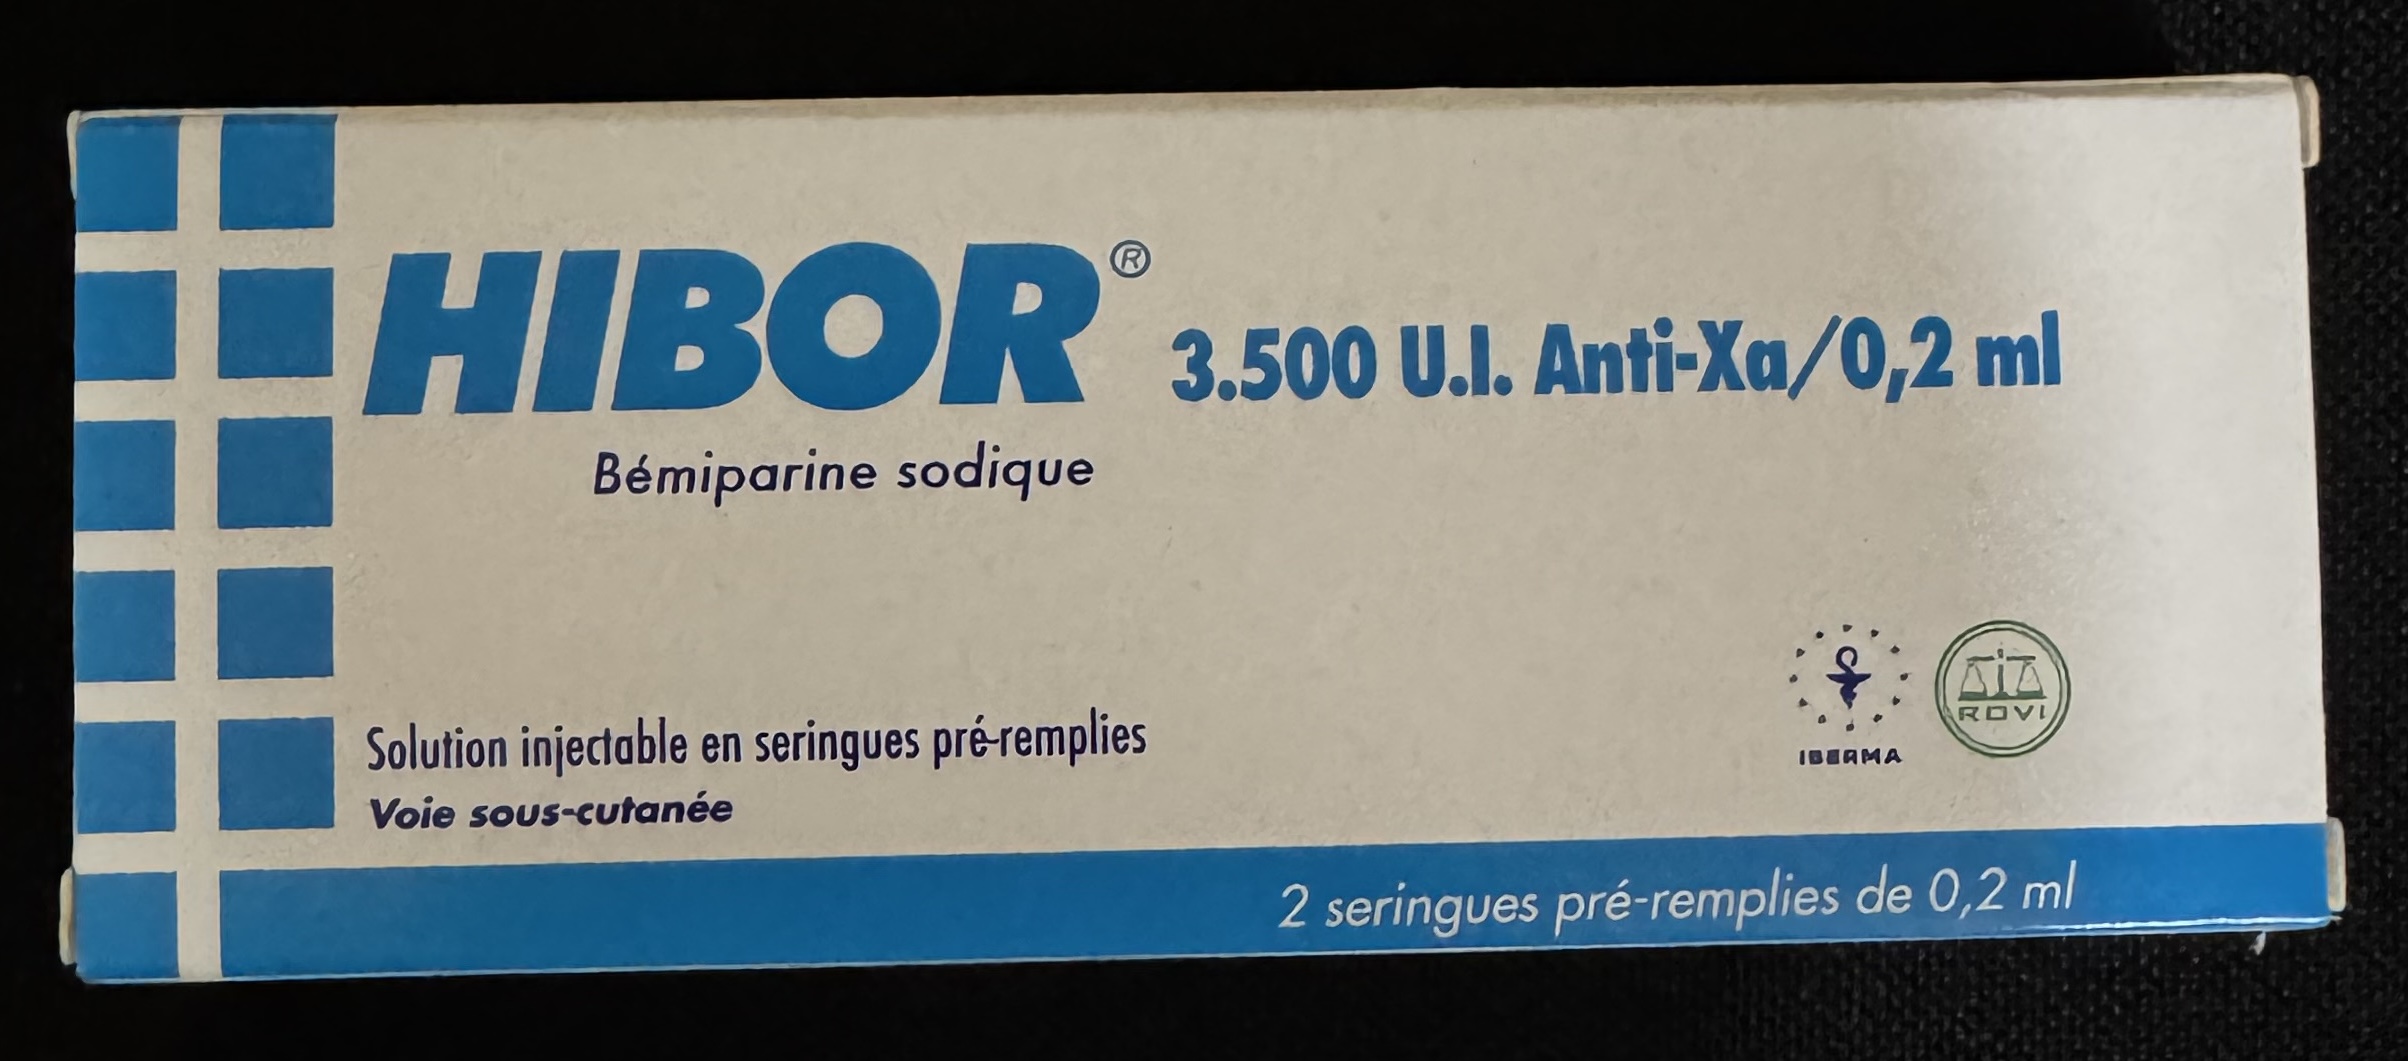 HIBOR® 3.500 U.I. Anti-Xa/0,2 ml
Bémiparine sodique
Solution injectable en seringues pré-remplies
Voie sous-cutanée
IBERMA
ROVI
2 seringues pré-remplies de 0,2 ml